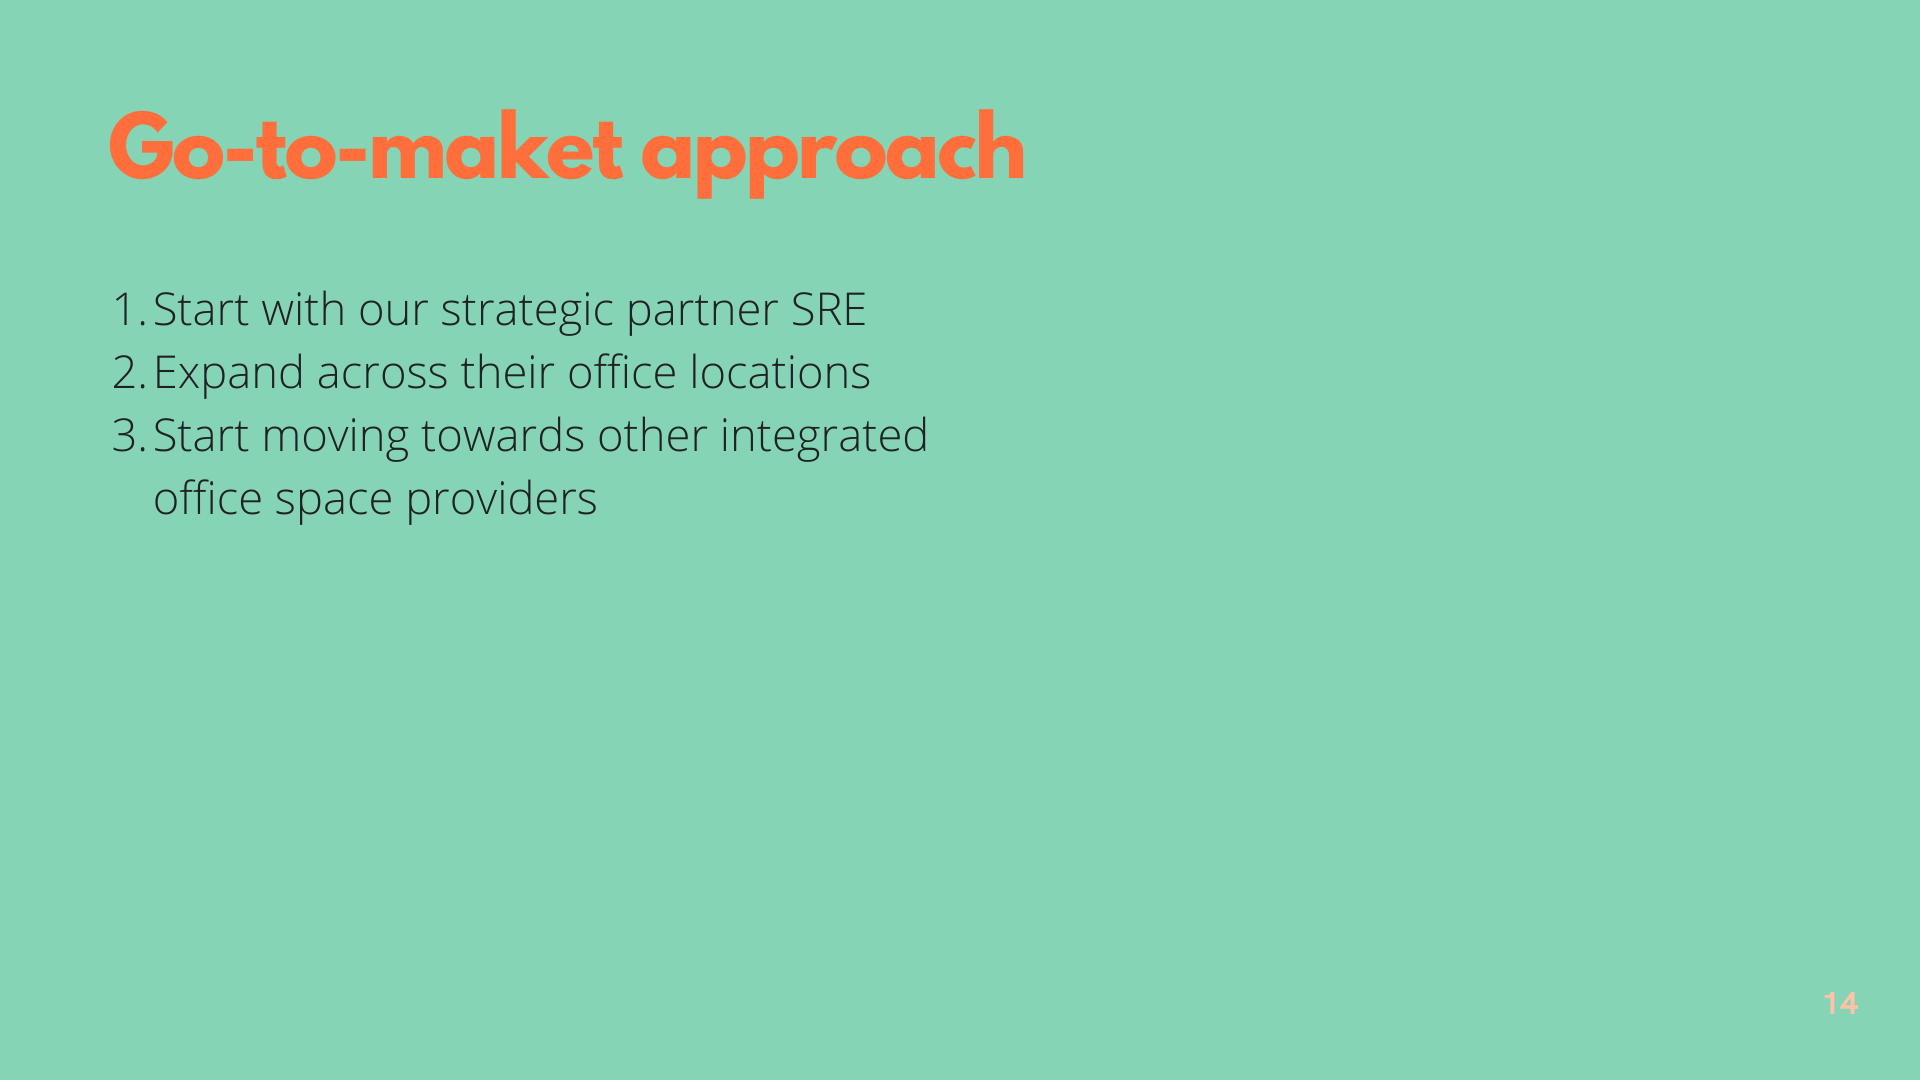 Go-to-maket approach
1. Start with our strategic partner SRE
2. Expand across their office locations
3. Start moving towards other integrated
office space providers
14